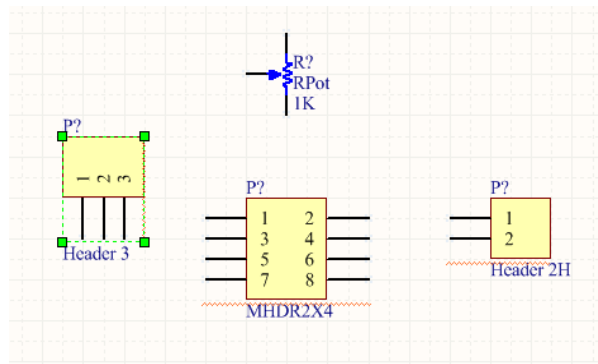 R?
RPot
1K
P?
1 2 3
Header 3
P?
1 2
3 4
5 6
7 8
MHDR2X4
P?
1
2
Header 2H